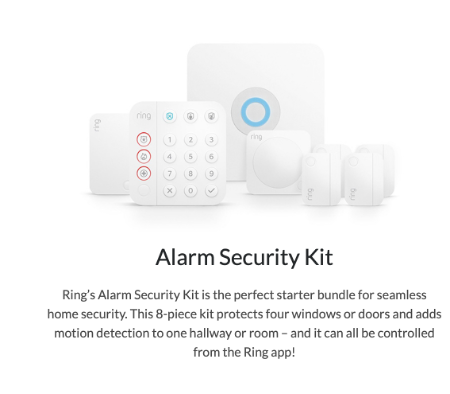 ring
ring
1 2 3
4 5 6
7 8 9
0
ring
ring
ring
Alarm Security Kit
Ring's Alarm Security Kit is the perfect starter bundle for seamless
home security. This 8-piece kit protects four windows or doors and adds
motion detection to one hallway or room – and it can all be controlled
from the Ring app!